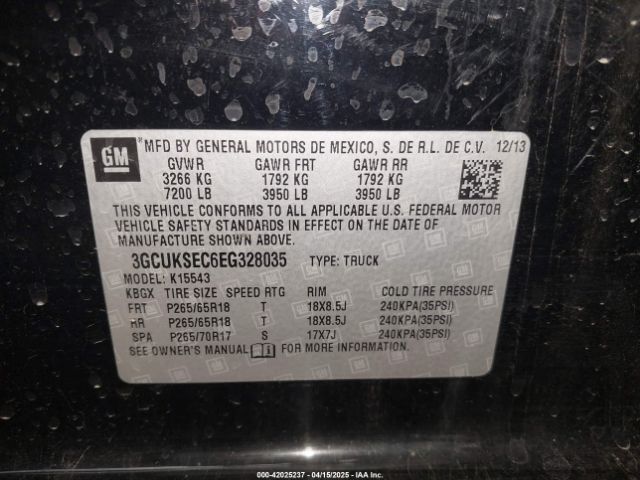 GM ® MFD BY GENERAL MOTORS DE MEXICO, S. DE R.L. DE C.V. 12/13
GVWR GAWR FRT GAWR RR
3266 KG 1792 KG 1792 KG
7200 LB 3950 LB 3950 LB
THIS VEHICLE CONFORMS TO ALL APPLICABLE U.S. FEDERAL MOTOR
VEHICLE SAFETY STANDARDS IN EFFECT ON THE DATE OF
MANUFACTURE SHOWN ABOVE.
3GCUKSEC6EG328035 TYPE: TRUCK
MODEL: K15543
KBGX TIRE SIZE SPEED RTG RIM COLD TIRE PRESSURE
FRT P265/65R18 T 18X8.5J 240KPA(35PSI)
RR P265/65R18 T 18X8.5J 240KPA(35PSI)
SPA P265/70R17 S 17X7J 240KPA(35PSI)
SEE OWNER'S MANUAL FOR MORE INFORMATION.
000-42025237 - 04/15/2025 - IAA Inc.